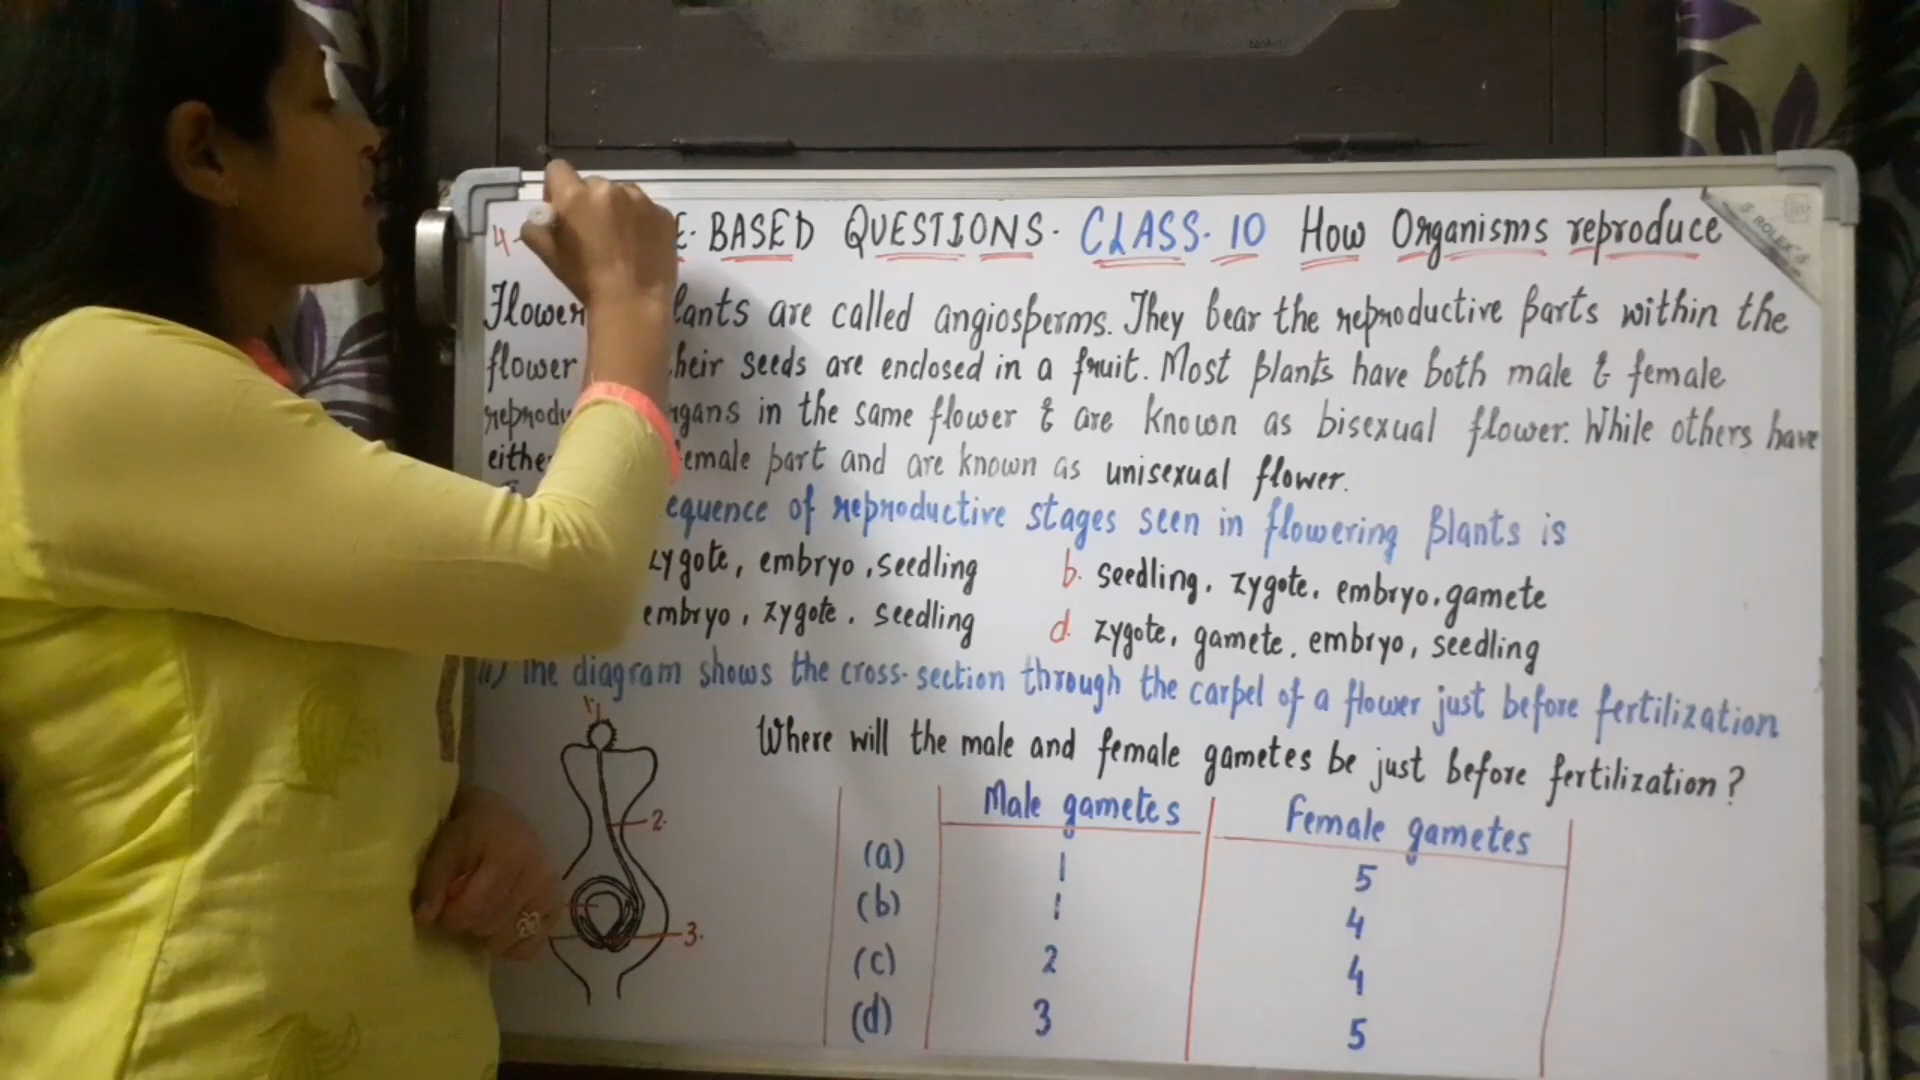 4. BASED QUESTIONS. CLASS. 10 How Organisms reproduce
S. ROLEX'S
Flower lants are called angiosperms. They bear the reproductive parts within the
flower heir seeds are enclosed in a fruit. Most plants have both male & female
reprodu rgans in the same flower & are known as bisexual flower. While others have
eithe emale part and are known as unisexual flower.
equence of reproductive stages seen in flowering plants is
zygote, embryo, seedling b. seedling, zygote, embryo, gamete
embryo, zygote, seedling d. zygote, gamete, embryo, seedling
ii) The diagram shows the cross-section through the carpel of a flower just before fertilization
1
Where will the male and female gametes be just before fertilization?
Male gametes Female gametes
2.
(a) 1 5
(b) 1 4
3.
(c) 2 4
(d) 3 5